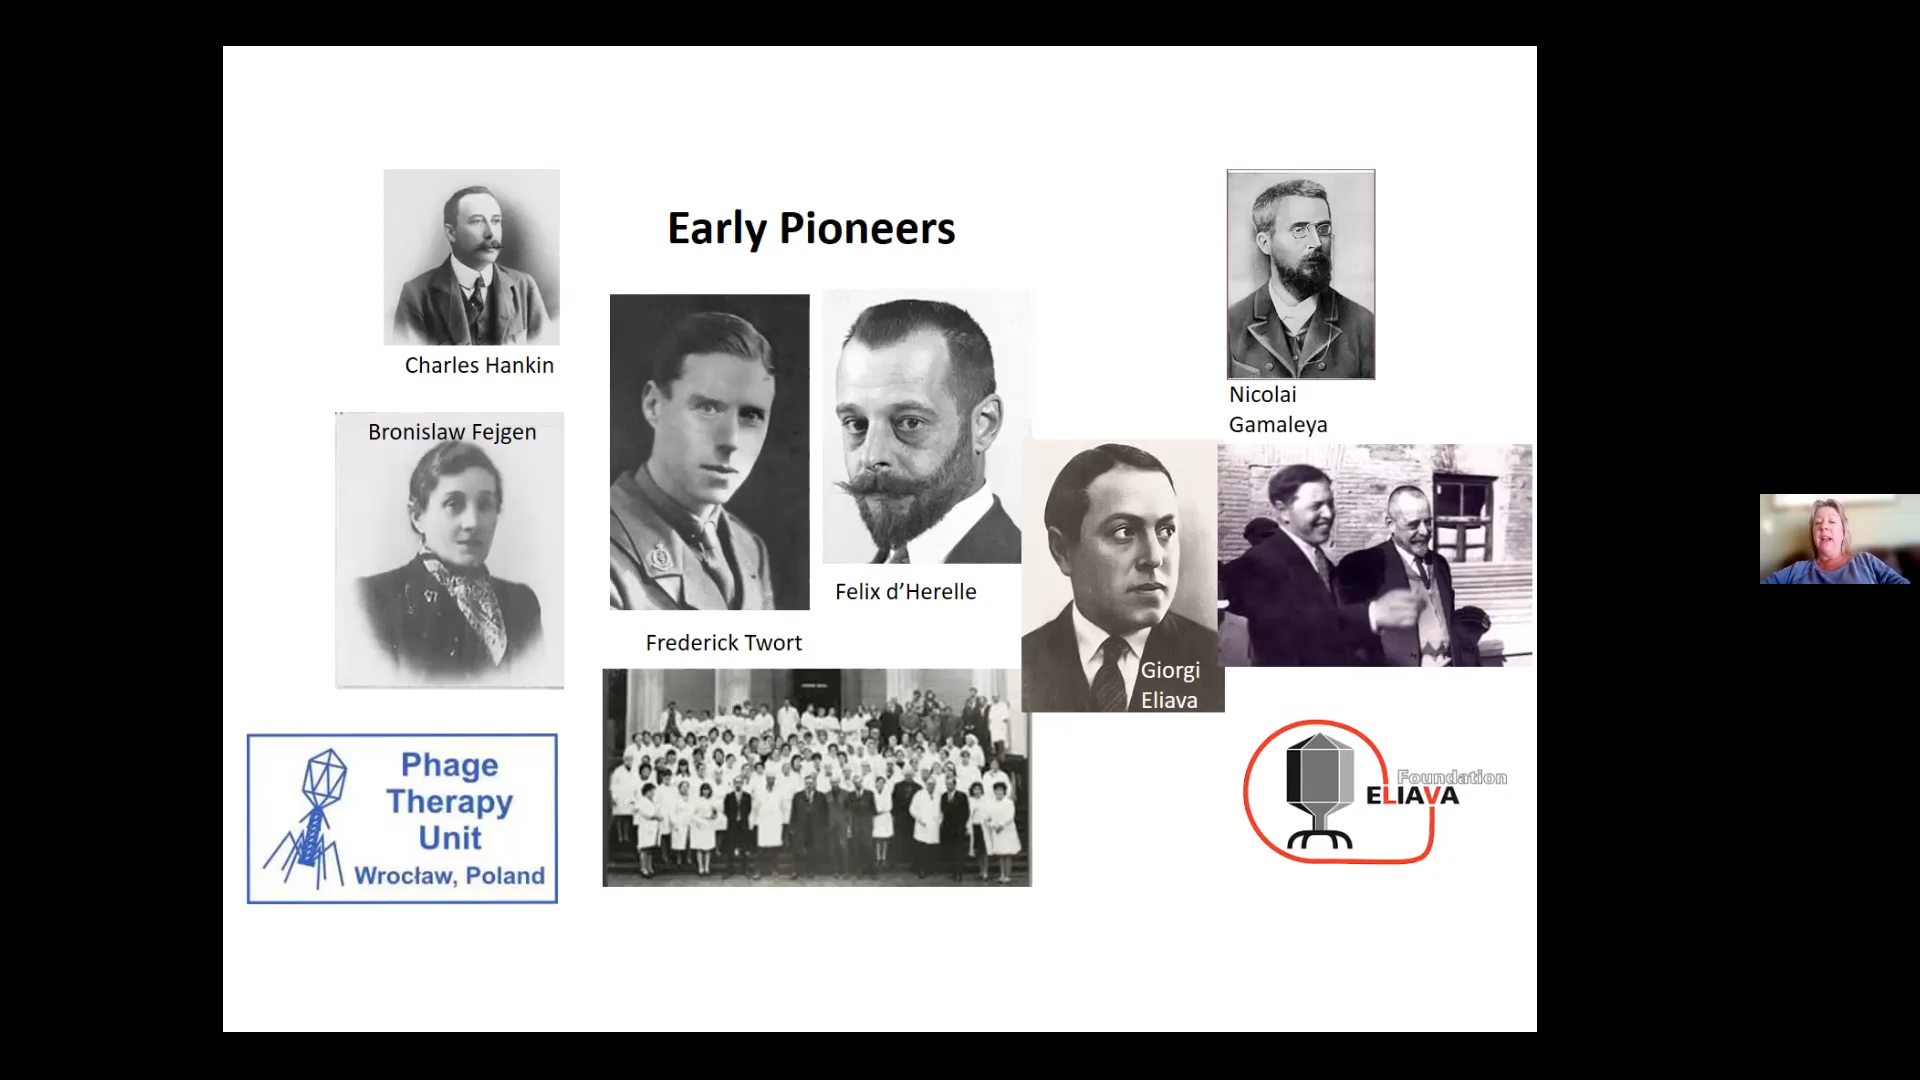 Early Pioneers
Charles Hankin
Bronislaw Fejgen
Frederick Twort
Felix d’Herelle
Nicolai
Gamaleya
Giorgi
Eliava
Phage
Therapy
Unit
Wrocław, Poland
Foundation
ELIAVA